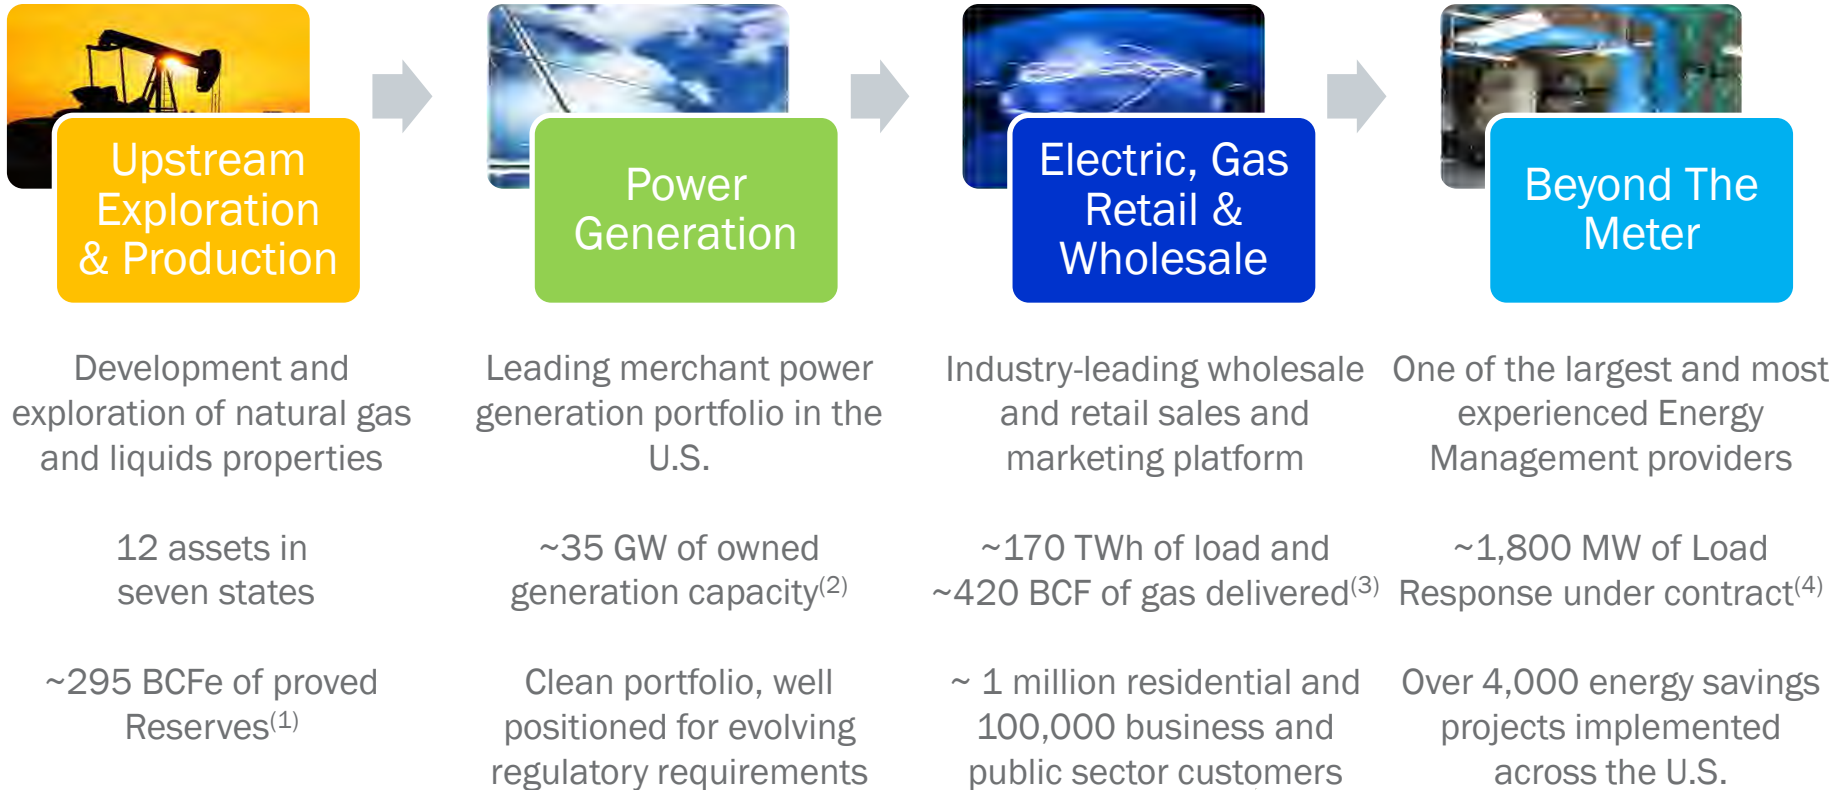 Upstream
Exploration
& Production
Power
Generation
Electric, Gas
Retail &
Wholesale
Beyond The
Meter
Development and
exploration of natural gas
and liquids properties
12 assets in
seven states
~295 BCFe of proved
Reserves(1)
Leading merchant power
generation portfolio in the
U.S.
~35 GW of owned
generation capacity(2)
Clean portfolio, well
positioned for evolving
regulatory requirements
Industry-leading wholesale
and retail sales and
marketing platform
~170 TWh of load and
~420 BCF of gas delivered(3)
~ 1 million residential and
100,000 business and
public sector customers
One of the largest and most
experienced Energy
Management providers
~1,800 MW of Load
Response under contract(4)
Over 4,000 energy savings
projects implemented
across the U.S.